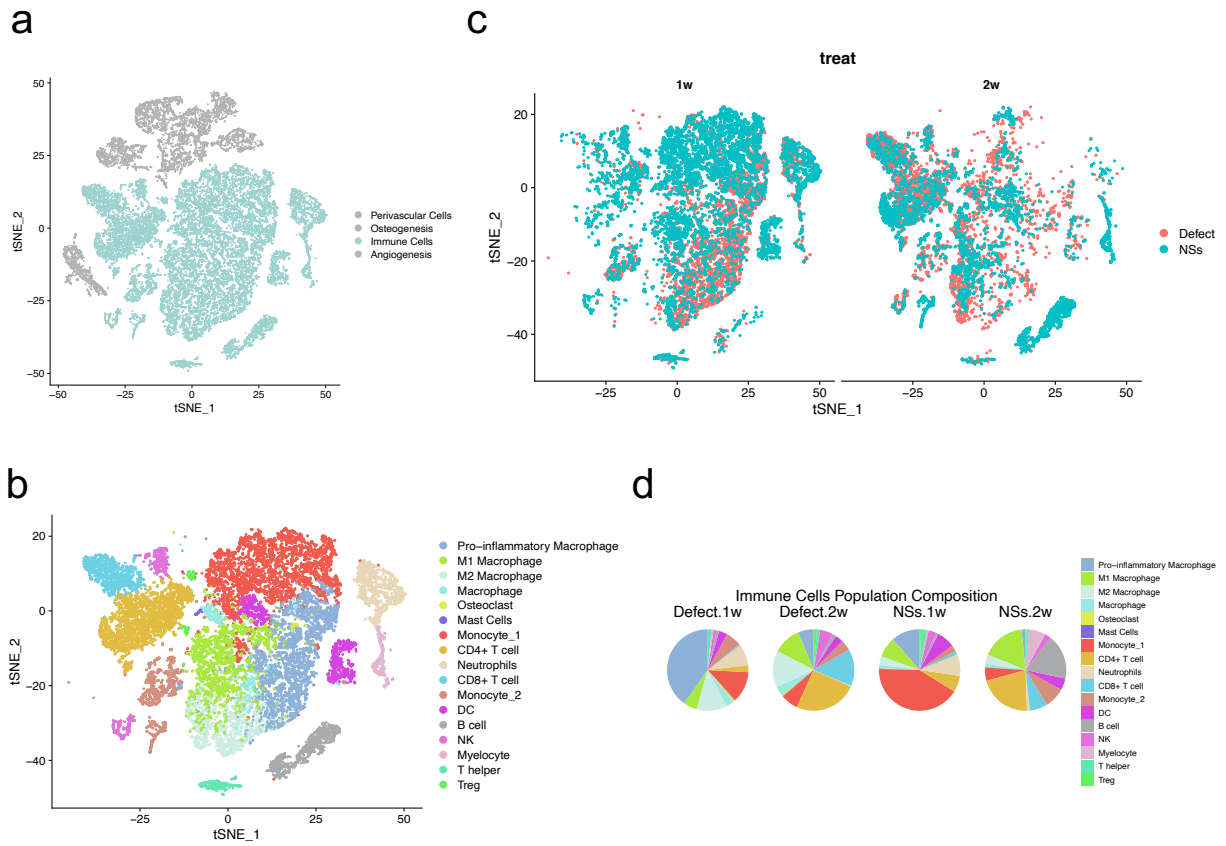 a
50
25
0
−25
−50
tSNE_2
−50
−25
0
25
50
tSNE_1
Perivascular Cells
Osteogenesis
Immune Cells
Angiogenesis
c
treat
1w
2w
20
0
−20
−40
tSNE_2
−25
0
25
50
−25
0
25
50
tSNE_1
Defect
NSs
b
20
0
−20
−40
tSNE_2
−25
0
25
50
tSNE_1
Pro−inflammatory Macrophage
M1 Macrophage
M2 Macrophage
Macrophage
Osteoclast
Mast Cells
Monocyte_1
CD4+ T cell
Neutrophils
CD8+ T cell
Monocyte_2
DC
B cell
NK
Myelocyte
T helper
Treg
d
Immune Cells Population Composition
Defect.1w Defect.2w NSs.1w NSs.2w
Pro−inflammatory Macrophage
M1 Macrophage
M2 Macrophage
Macrophage
Osteoclast
Mast Cells
Monocyte_1
CD4+ T cell
Neutrophils
CD8+ T cell
Monocyte_2
DC
B cell
NK
Myelocyte
T helper
Treg